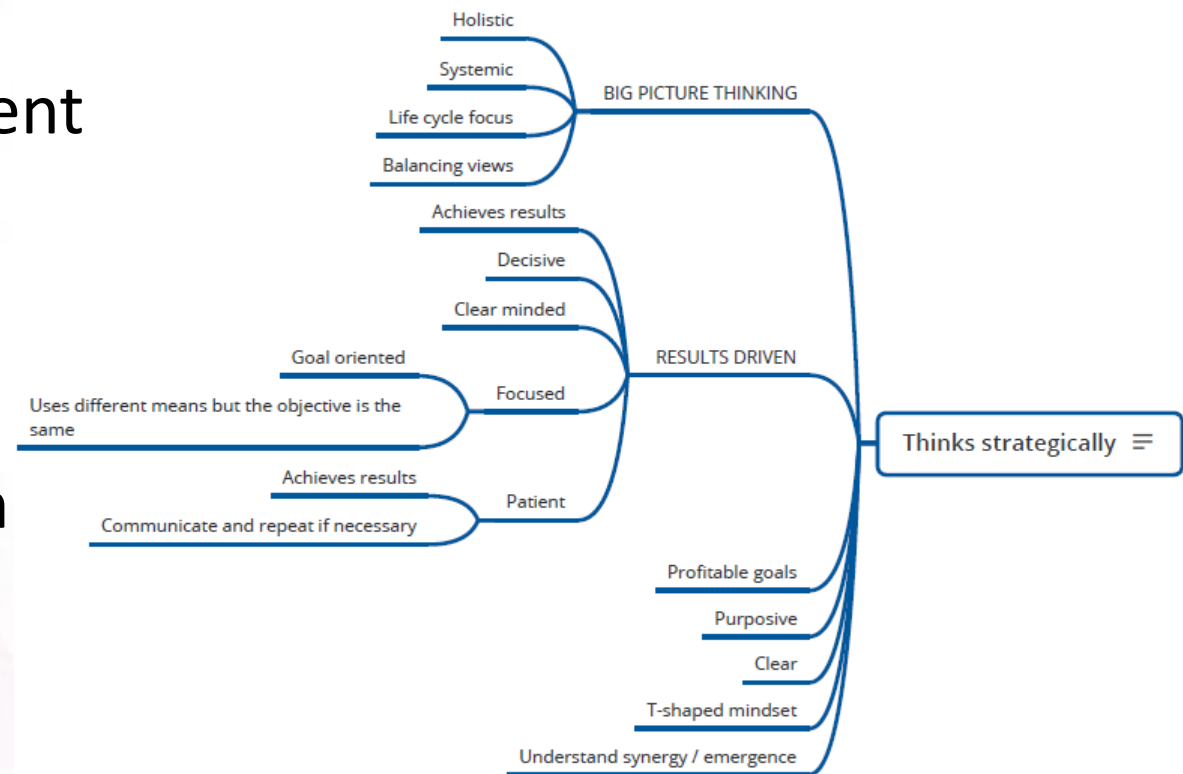 Holistic
Systemic
ent
BIG PICTURE THINKING
Life cycle focus
Balancing views
Achieves results
Decisive
Clear minded
Goal oriented
RESULTS DRIVEN
Focused
Uses different means but the objective is the
same
Thinks strategically
Achieves results
Patient
Communicate and repeat if necessary
Profitable goals
Purposive
Clear
T-shaped mindset
Understand synergy / emergence